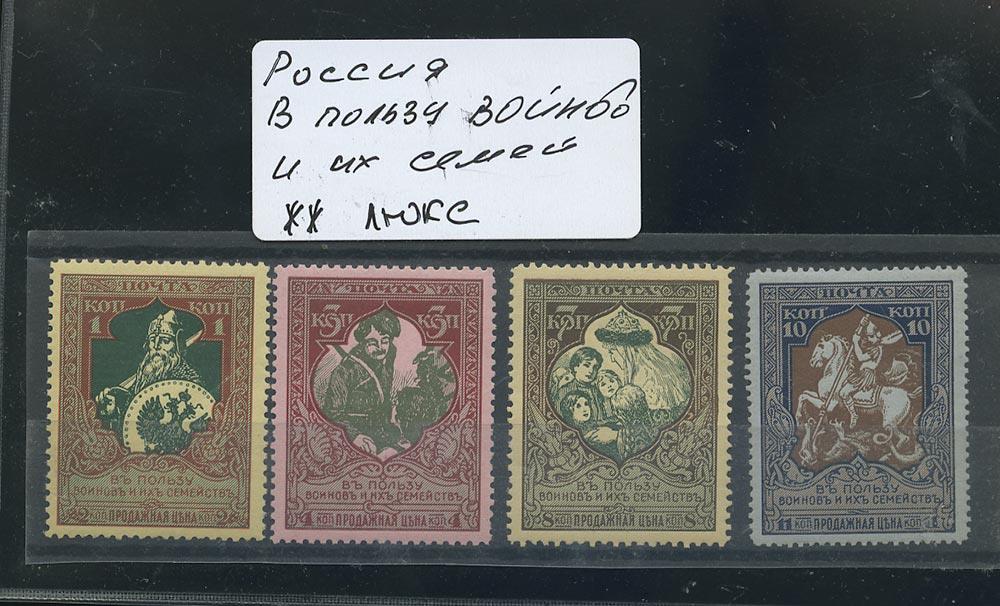 Россия
В пользу войнов
и их семей
** люкс
ПОЧТА
КОП КОП
1 1
ВЪ ПОЛЬЗУ
ВОИНОВЪ И ИХЪ СЕМЕЙСТВЪ
2 КОП ПРОДАЖНАЯ ЦѢНА КОП 2
ПОЧТА
КОП КОП
3 3
ВЪ ПОЛЬЗУ
ВОИНОВЪ И ИХЪ СЕМЕЙСТВЪ
4 КОП ПРОДАЖНАЯ ЦѢНА КОП 4
ПОЧТА
КОП КОП
7 7
ВЪ ПОЛЬЗУ
ВОИНОВЪ И ИХЪ СЕМЕЙСТВЪ
8 КОП ПРОДАЖНАЯ ЦѢНА КОП 8
ПОЧТА
КОП КОП
10 10
ВЪ ПОЛЬЗУ
ВОИНОВЪ И ИХЪ СЕМЕЙСТВЪ
11 КОП ПРОДАЖНАЯ ЦѢНА КОП 11